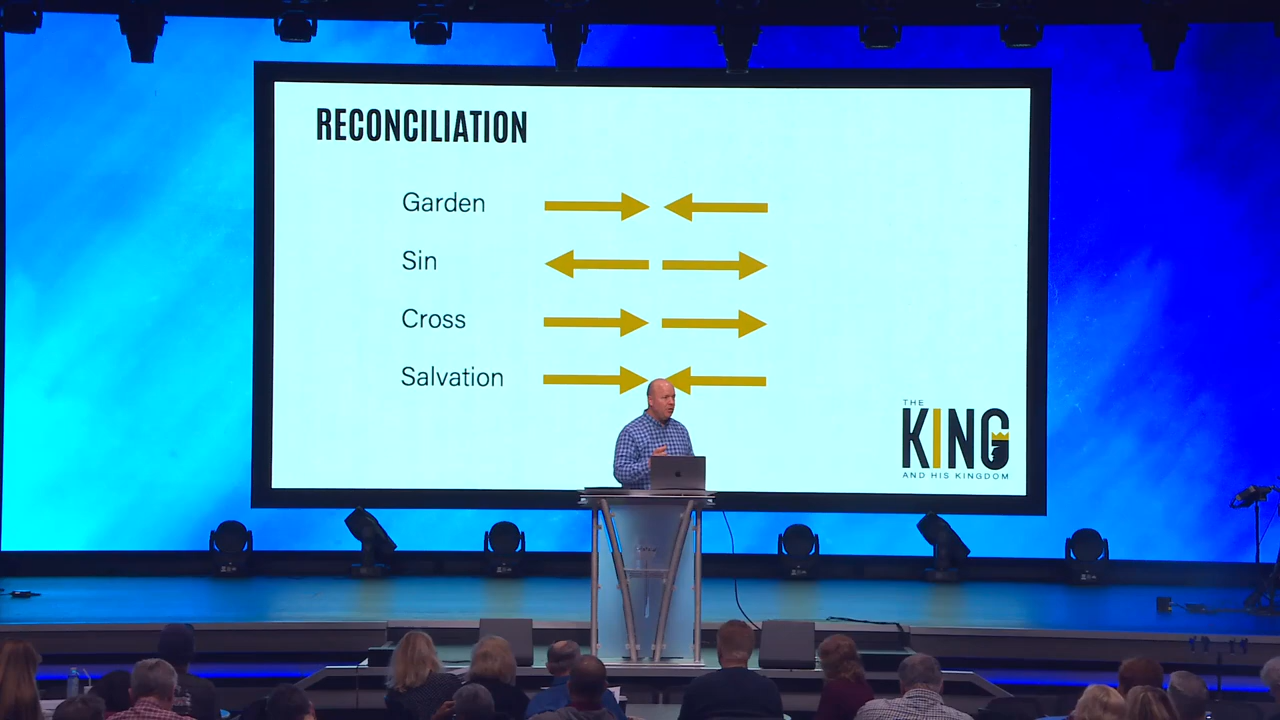 RECONCILIATION
Garden
Sin
Cross
Salvation
THE
KING
AND HIS KINGDOM